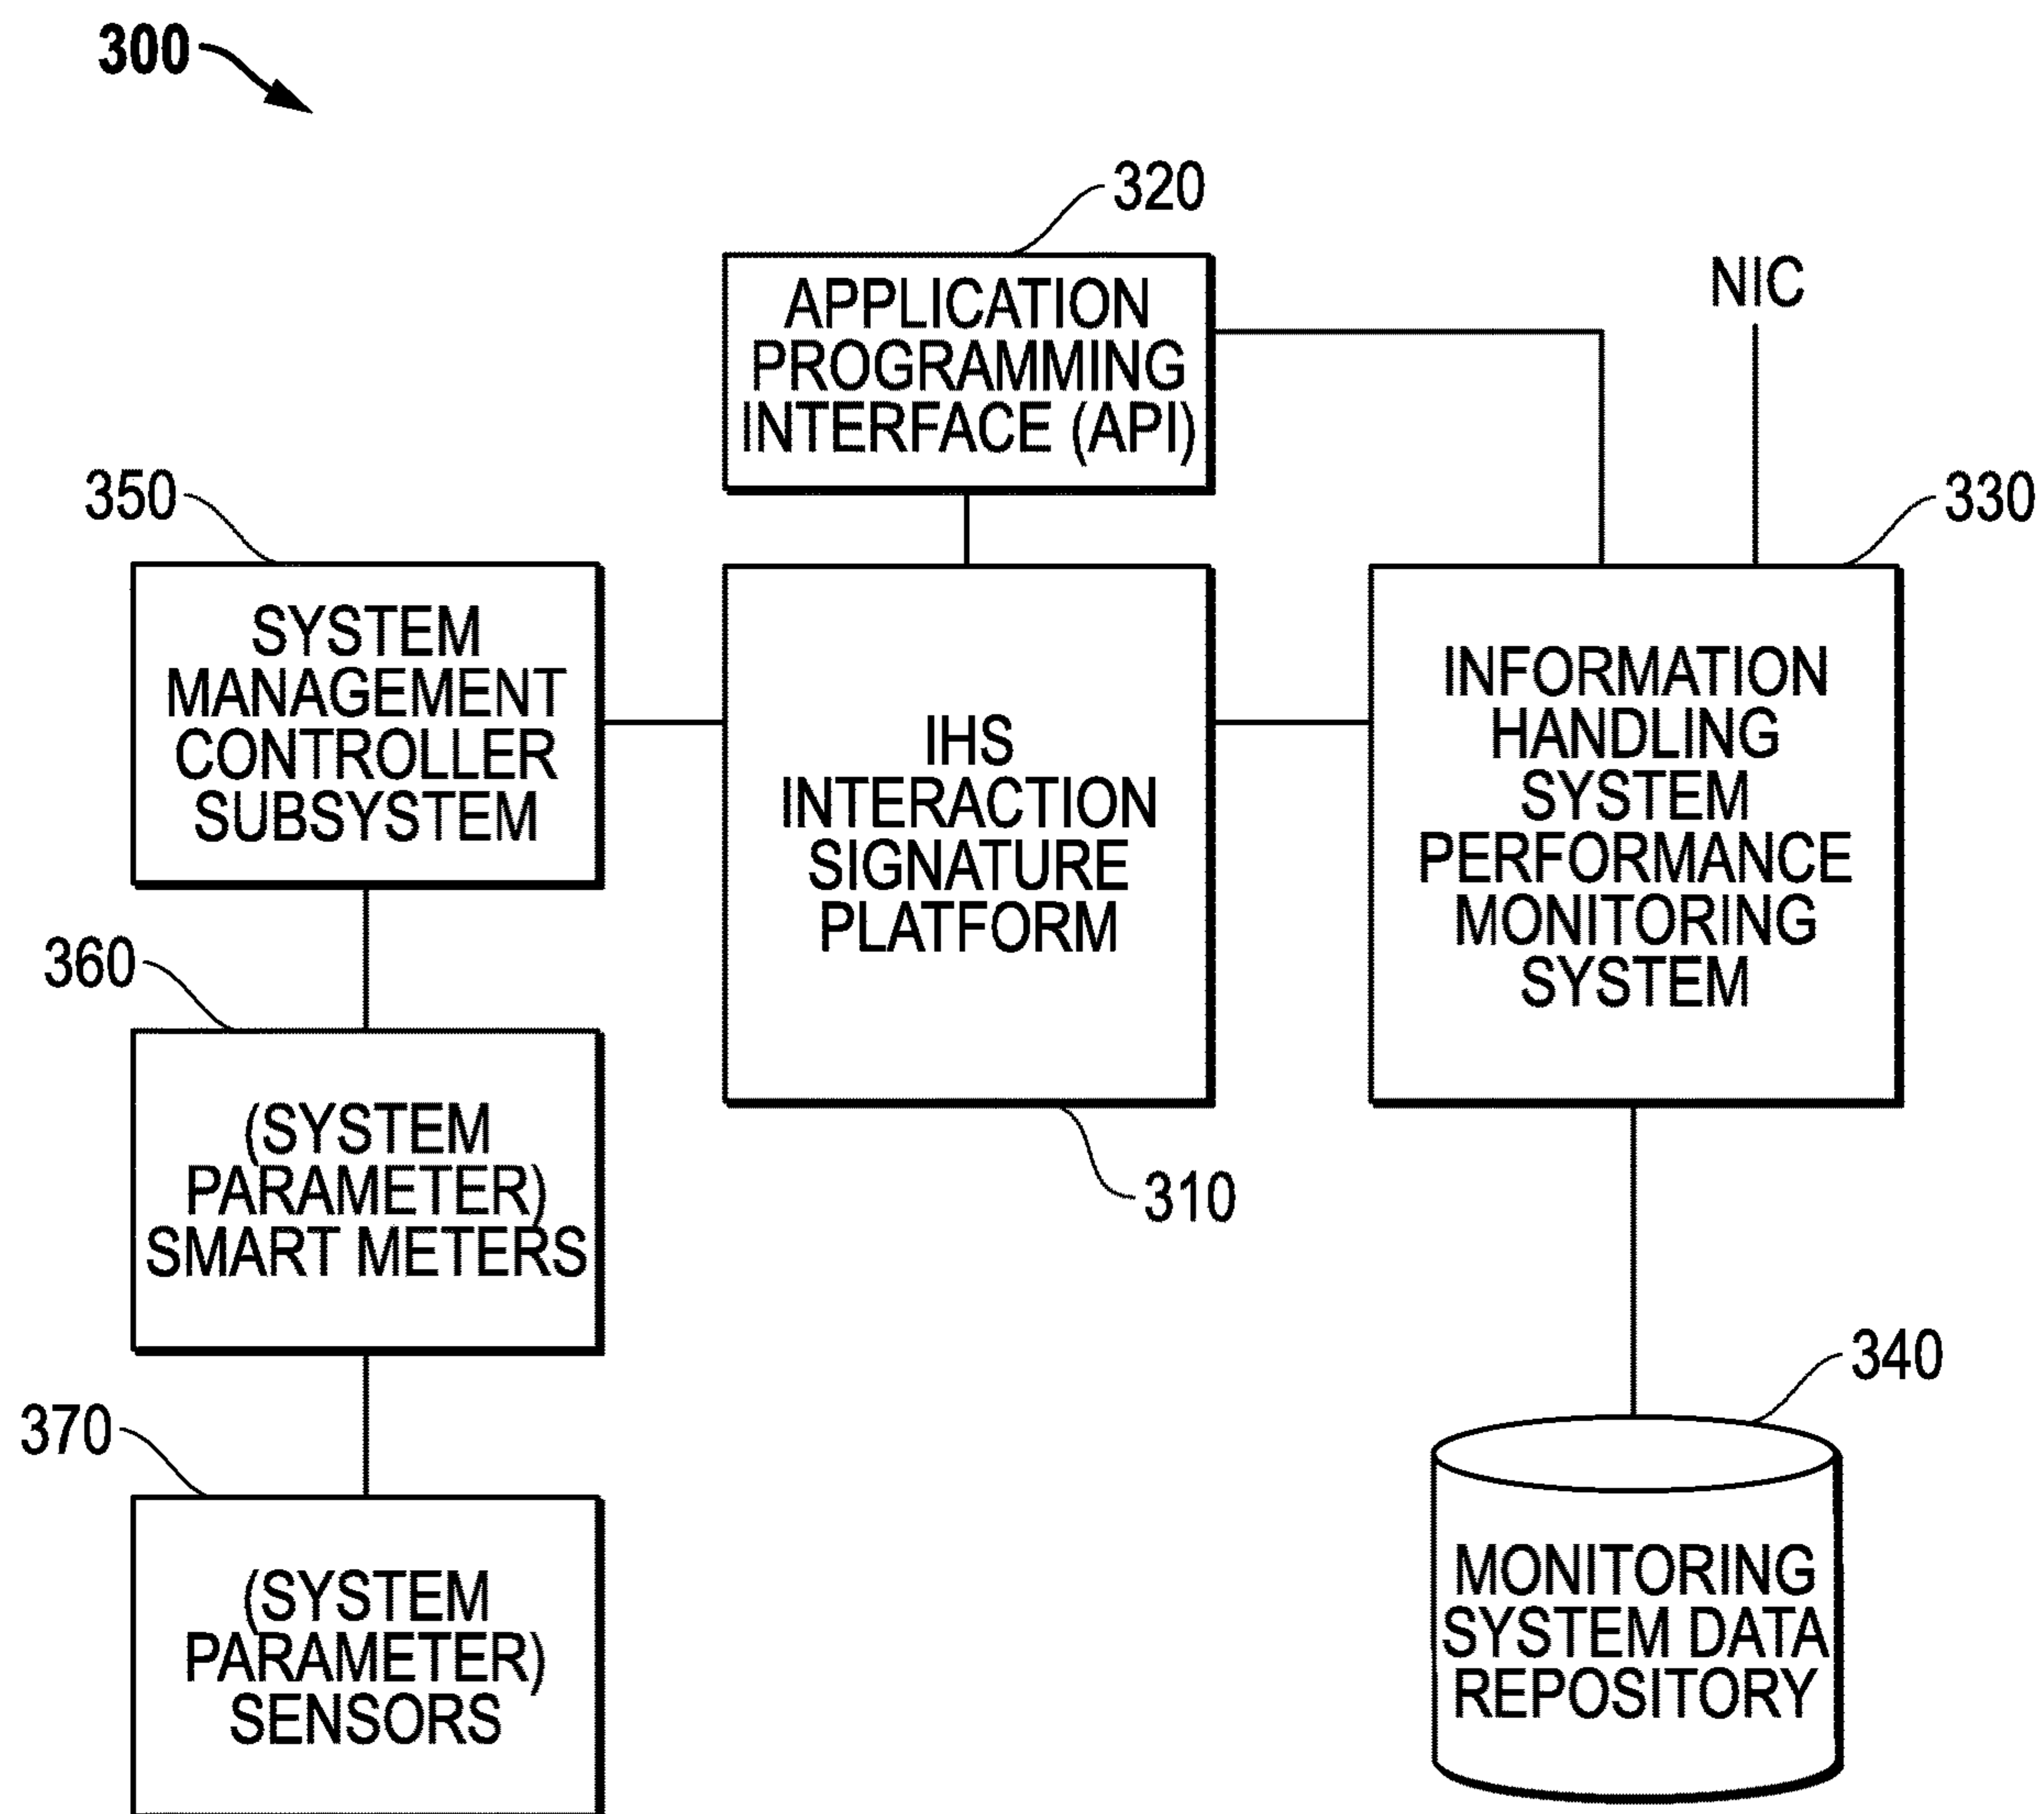 300
320
APPLICATION
PROGRAMMING
INTERFACE (API)
NIC
350
330
SYSTEM
MANAGEMENT
CONTROLLER
SUBSYSTEM
IHS
INTERACTION
SIGNATURE
PLATFORM
INFORMATION
HANDLING
SYSTEM
PERFORMANCE
MONITORING
SYSTEM
360
(SYSTEM
PARAMETER)
SMART METERS
310
340
370
(SYSTEM
PARAMETER)
SENSORS
MONITORING
SYSTEM DATA
REPOSITORY